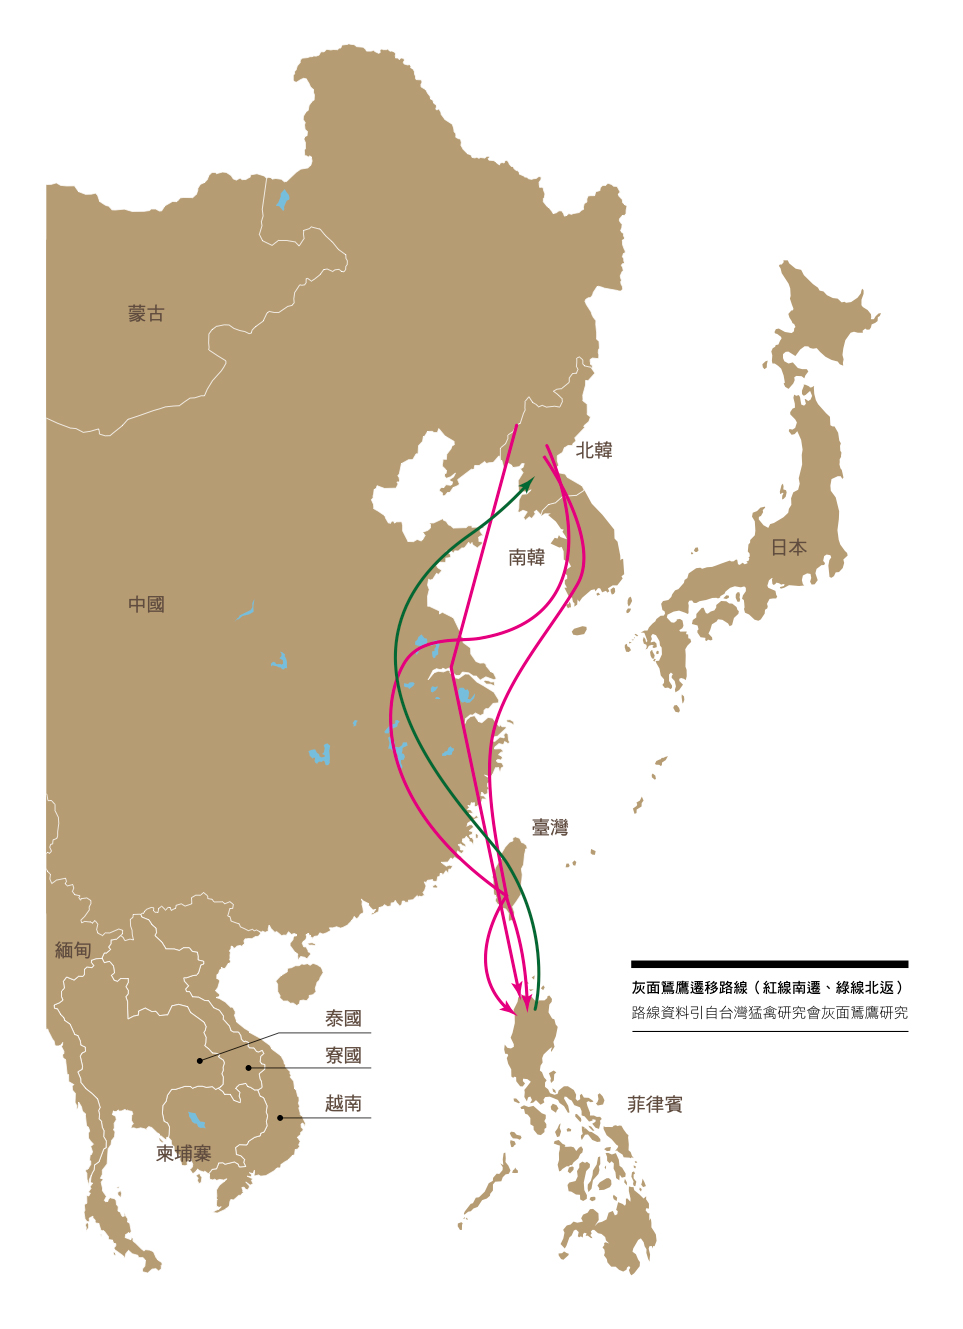 蒙古
北韓
日本
南韓
中國
臺灣
緬甸
灰面鵟鷹遷移路線（紅線南遷、綠線北返）
路線資料引自台灣猛禽研究會灰面鵟鷹研究
泰國
寮國
越南
菲律賓
柬埔寨